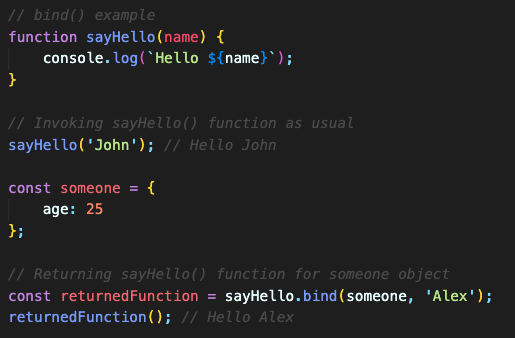 // bind() example
function sayHello(name) {
    console.log(`Hello ${name}`);
}

// Invoking sayHello() function as usual
sayHello('John'); // Hello John

const someone = {
    age: 25
};

// Returning sayHello() function for someone object
const returnedFunction = sayHello.bind(someone, 'Alex');
returnedFunction(); // Hello Alex